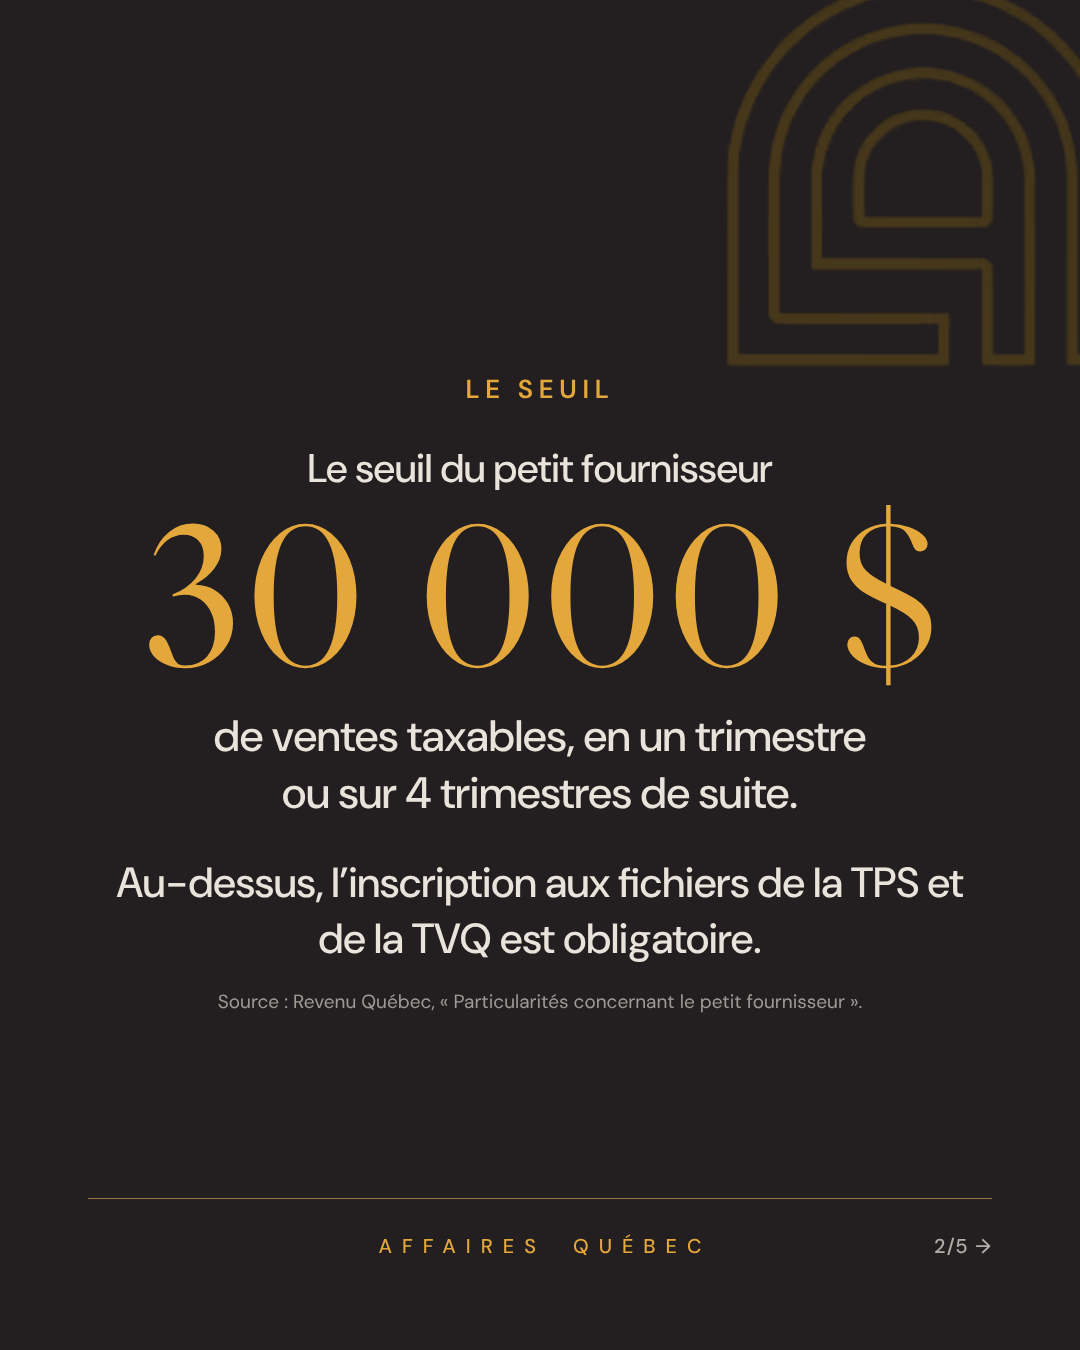 LE SEUIL
Le seuil du petit fournisseur
30 000 $
de ventes taxables, en un trimestre
ou sur 4 trimestres de suite.
Au-dessus, l’inscription aux fichiers de la TPS et
de la TVQ est obligatoire.
Source : Revenu Québec, « Particularités concernant le petit fournisseur ».
AFFAIRES QUÉBEC
2/5 →